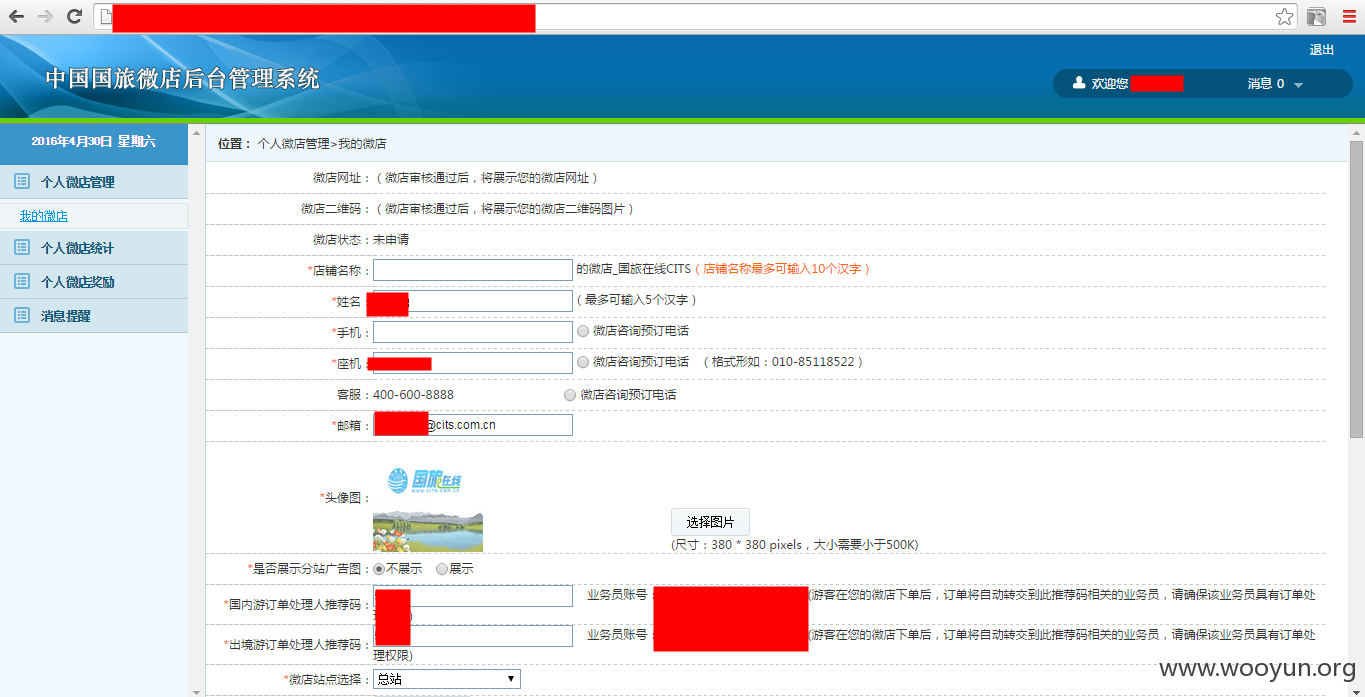 退出
中国国旅微店后台管理系统
欢迎您
消息 0
2016年4月30日 星期六
位置： 个人微店管理>我的微店
个人微店管理
我的微店
个人微店统计
个人微店奖励
消息提醒
微店网址：（ 微店审核通过后，将展示您的微店网址 ）
微店二维码：（ 微店审核通过后，将展示您的微店二维码图片 ）
微店状态：未申请
*店铺名称： 的微店_国旅在线CITS（ 店铺名称最多可输入10个汉字 ）
*姓名 （ 最多可输入5个汉字 ）
*手机： 微店咨询预订电话
*座机： 微店咨询预订电话 （ 格式形如：010-85118522 ）
客服：400-600-8888 微店咨询预订电话
*邮箱： @cits.com.cn
国旅在线
www.cits.com.cn
*头像图：
选择图片
(尺寸：380 * 380 pixels，大小需要小于500K)
*是否展示分站广告图： 不展示 展示
*国内游订单处理人推荐码： 业务员账号： (游客在您的微店下单后，订单将自动转交到此推荐码相关的业务员，请确保该业务员具有订单处
)
*出境游订单处理人推荐码： 业务员账号： (游客在您的微店下单后，订单将自动转交到此推荐码相关的业务员，请确保该业务员具有订单处
理权限)
*微店站点选择： 总站
www.wooyun.org